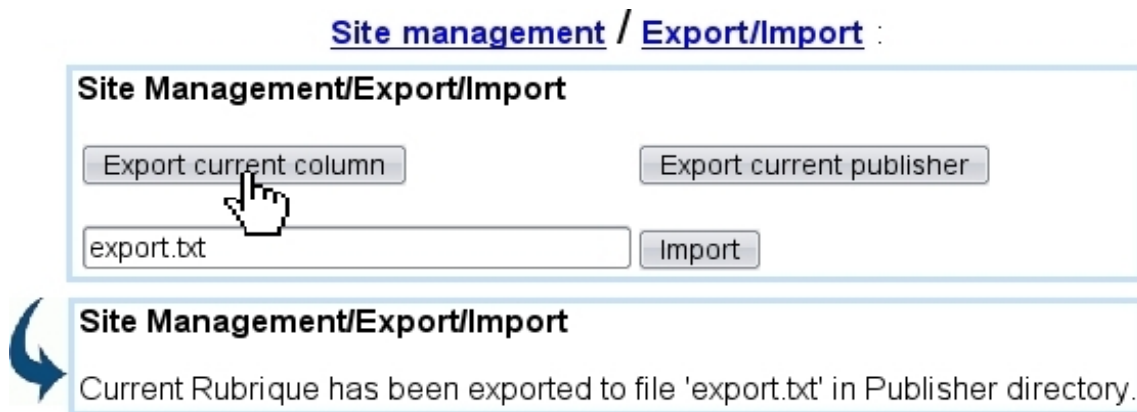 Site management / Export/Import :
Site Management/Export/Import
Export current column Export current publisher
export.txt Import
Site Management/Export/Import
Current Rubrique has been exported to file 'export.txt' in Publisher directory.